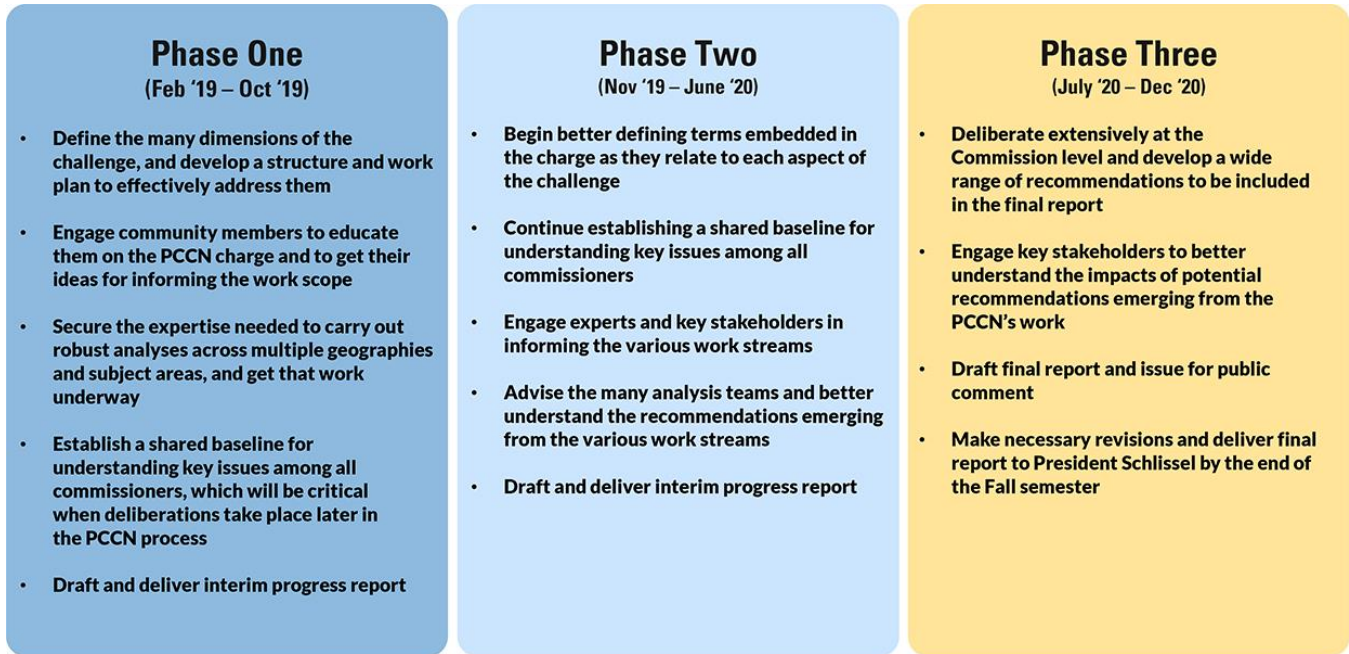 Phase One
(Feb ‘19 – Oct ‘19)
• Define the many dimensions of the
challenge, and develop a structure and work
plan to effectively address them
• Engage community members to educate
them on the PCCN charge and to get their
ideas for informing the work scope
• Secure the expertise needed to carry out
robust analyses across multiple geographies
and subject areas, and get that work
underway
• Establish a shared baseline for
understanding key issues among all
commissioners, which will be critical
when deliberations take place later in
the PCCN process
• Draft and deliver interim progress report
Phase Two
(Nov ‘19 – June ‘20)
• Begin better defining terms embedded in
the charge as they relate to each aspect of
the challenge
• Continue establishing a shared baseline for
understanding key issues among all
commissioners
• Engage experts and key stakeholders in
informing the various work streams
• Advise the many analysis teams and better
understand the recommendations emerging
from the various work streams
• Draft and deliver interim progress report
Phase Three
(July ‘20 – Dec ‘20)
• Deliberate extensively at the
Commission level and develop a wide
range of recommendations to be included
in the final report
• Engage key stakeholders to better
understand the impacts of potential
recommendations emerging from the
PCCN’s work
• Draft final report and issue for public
comment
• Make necessary revisions and deliver final
report to President Schlissel by the end of
the Fall semester